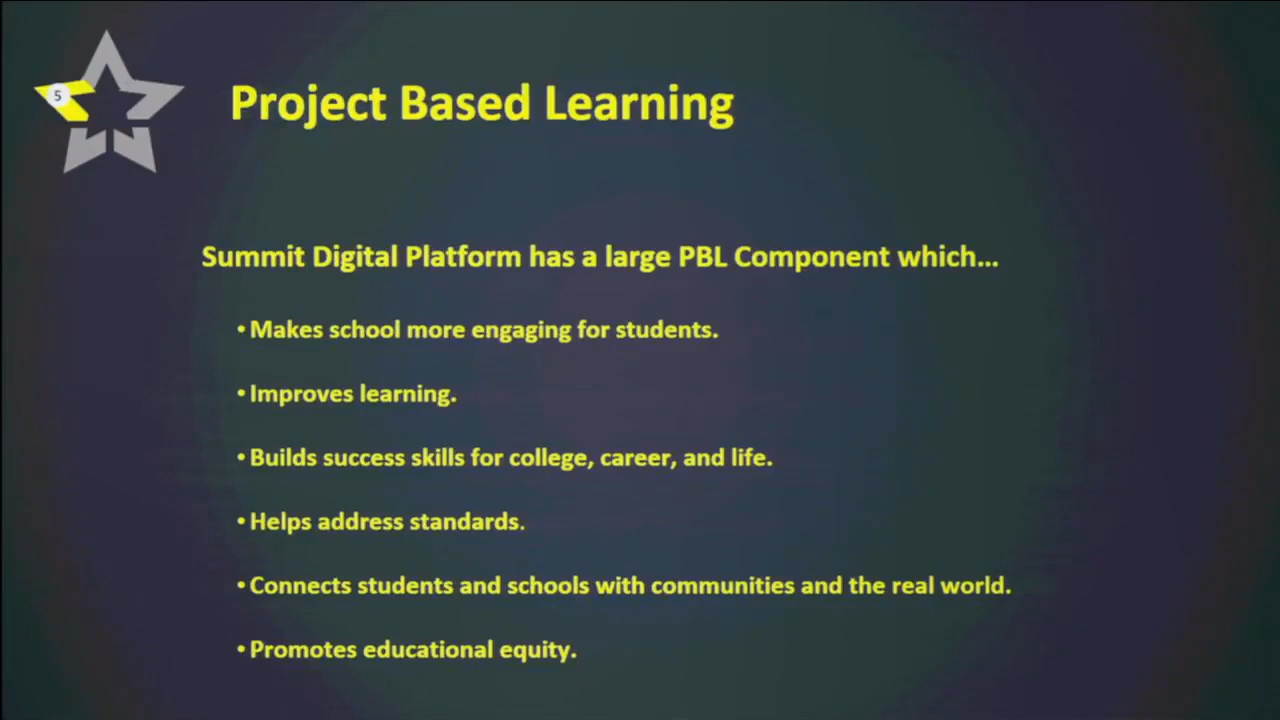 5
Project Based Learning
Summit Digital Platform has a large PBL Component which...
• Makes school more engaging for students.
• Improves learning.
• Builds success skills for college, career, and life.
• Helps address standards.
• Connects students and schools with communities and the real world.
• Promotes educational equity.